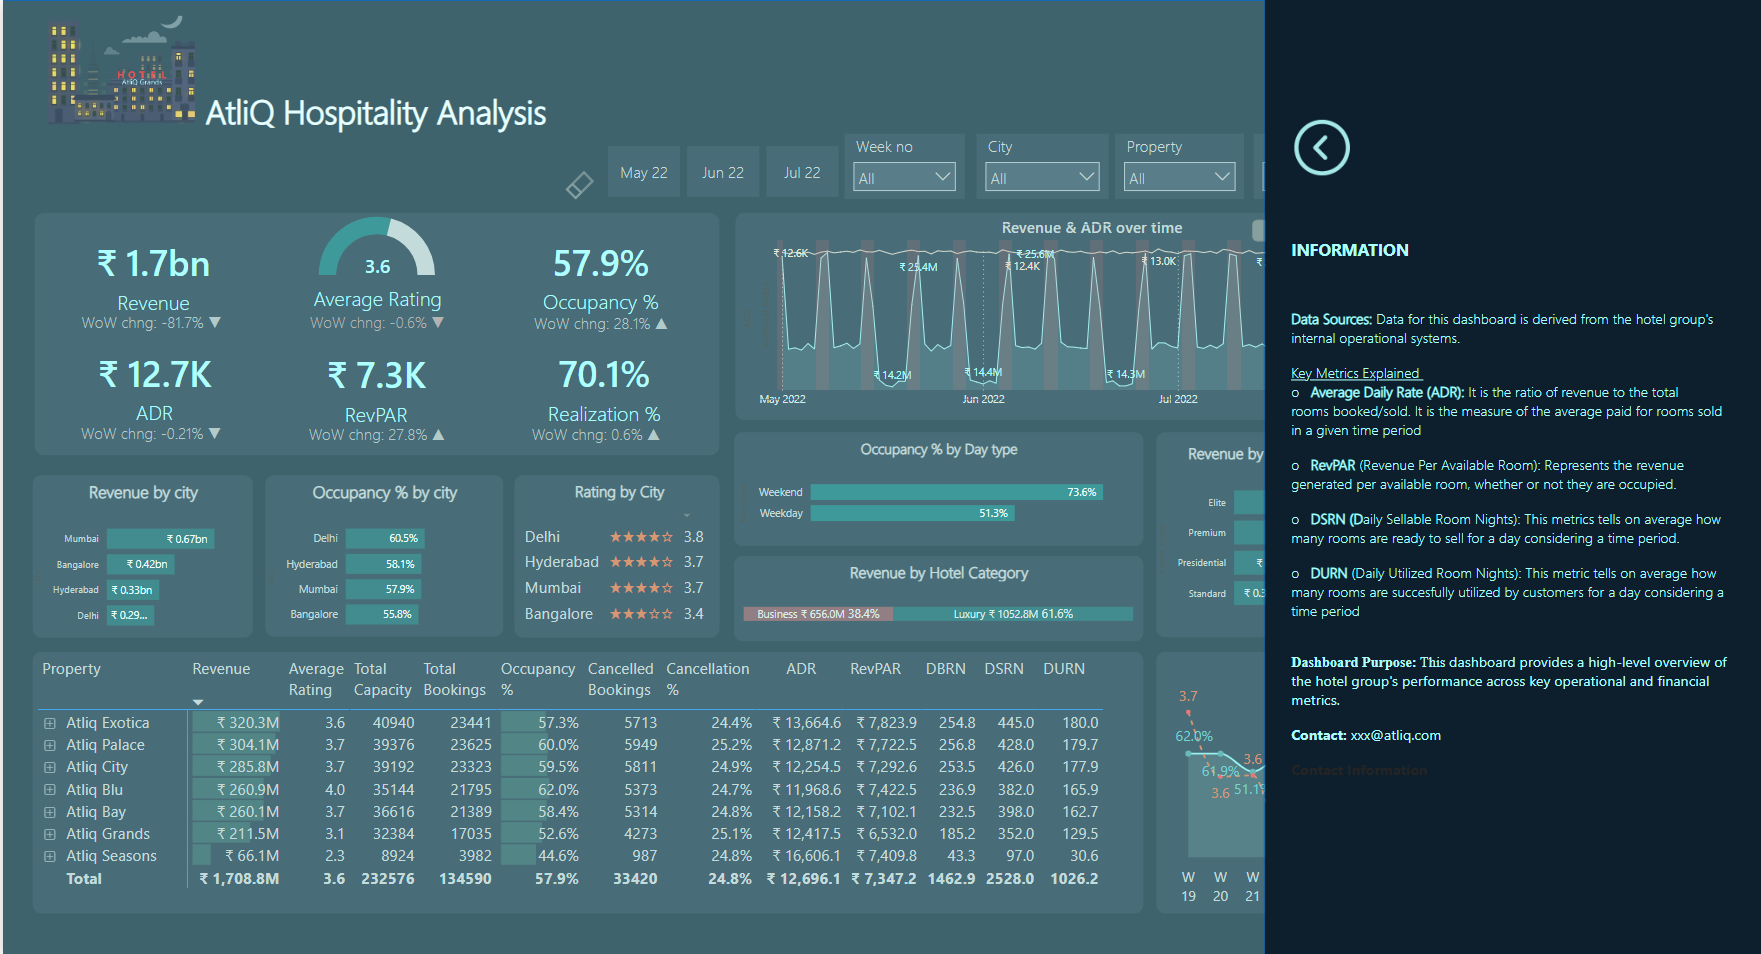 HOTEL
AtliQ Grands
AtliQ Hospitality Analysis
May 22
Jun 22
Jul 22
Week no
All
City
All
Property
All
₹ 1.7bn
Revenue
WoW chng: -81.7% ▼
3.6
Average Rating
WoW chng: -0.6% ▼
57.9%
Occupancy %
WoW chng: 28.1% ▲
₹ 12.7K
ADR
WoW chng: -0.21% ▼
₹ 7.3K
RevPAR
WoW chng: 27.8% ▲
70.1%
Realization %
WoW chng: 0.6% ▲
Revenue & ADR over time
₹ 12.6K
₹ 25.4M
₹ 25.6M
₹ 12.4K
₹ 13.0K
₹
₹ 14.2M
₹ 14.4M
₹ 14.3M
May 2022
Jun 2022
Jul 2022
Revenue by city
Mumbai ₹ 0.67bn
Bangalore ₹ 0.42bn
Hyderabad ₹ 0.33bn
Delhi ₹ 0.29...
Occupancy % by city
Delhi 60.5%
Hyderabad 58.1%
Mumbai 57.9%
Bangalore 55.8%
Rating by City
Delhi ★★★★☆ 3.8
Hyderabad ★★★★☆ 3.7
Mumbai ★★★★☆ 3.7
Bangalore ★★★☆☆ 3.4
Occupancy % by Day type
Weekend 73.6%
Weekday 51.3%
Revenue by Hotel Category
Business ₹ 656.0M 38.4% Luxury ₹ 1052.8M 61.6%
Revenue by
Elite
Premium
Presidential ₹
Standard ₹ 0.3
Property Revenue Average Rating Total Capacity Total Bookings Occupancy % Cancelled Bookings Cancellation % ADR RevPAR DBRN DSRN DURN
Atliq Exotica ₹ 320.3M 3.6 40940 23441 57.3% 5713 24.4% ₹ 13,664.6 ₹ 7,823.9 254.8 445.0 180.0
Atliq Palace ₹ 304.1M 3.7 39376 23625 60.0% 5949 25.2% ₹ 12,871.2 ₹ 7,722.5 256.8 428.0 179.7
Atliq City ₹ 285.8M 3.7 39192 23323 59.5% 5811 24.9% ₹ 12,254.5 ₹ 7,292.6 253.5 426.0 177.9
Atliq Blu ₹ 260.9M 4.0 35144 21795 62.0% 5373 24.7% ₹ 11,968.6 ₹ 7,422.5 236.9 382.0 165.9
Atliq Bay ₹ 260.1M 3.7 36616 21389 58.4% 5314 24.8% ₹ 12,158.2 ₹ 7,102.1 232.5 398.0 162.7
Atliq Grands ₹ 211.5M 3.1 32384 17035 52.6% 4273 25.1% ₹ 12,417.5 ₹ 6,532.0 185.2 352.0 129.5
Atliq Seasons ₹ 66.1M 2.3 8924 3982 44.6% 987 24.8% ₹ 16,606.1 ₹ 7,409.8 43.3 97.0 30.6
Total ₹ 1,708.8M 3.6 232576 134590 57.9% 33420 24.8% ₹ 12,696.1 ₹ 7,347.2 1462.9 2528.0 1026.2
3.7
62.0%
3.6
61.9%
3.6 51.1
W 19
W 20
W 21
INFORMATION
Data Sources: Data for this dashboard is derived from the hotel group's
internal operational systems.
Key Metrics Explained
o Average Daily Rate (ADR): It is the ratio of revenue to the total
rooms booked/sold. It is the measure of the average paid for rooms sold
in a given time period
o RevPAR (Revenue Per Available Room): Represents the revenue
generated per available room, whether or not they are occupied.
o DSRN (Daily Sellable Room Nights): This metrics tells on average how
many rooms are ready to sell for a day considering a time period.
o DURN (Daily Utilized Room Nights): This metric tells on average how
many rooms are succesfully utilized by customers for a day considering a
time period
Dashboard Purpose: This dashboard provides a high-level overview of
the hotel group's performance across key operational and financial
metrics.
Contact: xxx@atliq.com
Contact Information